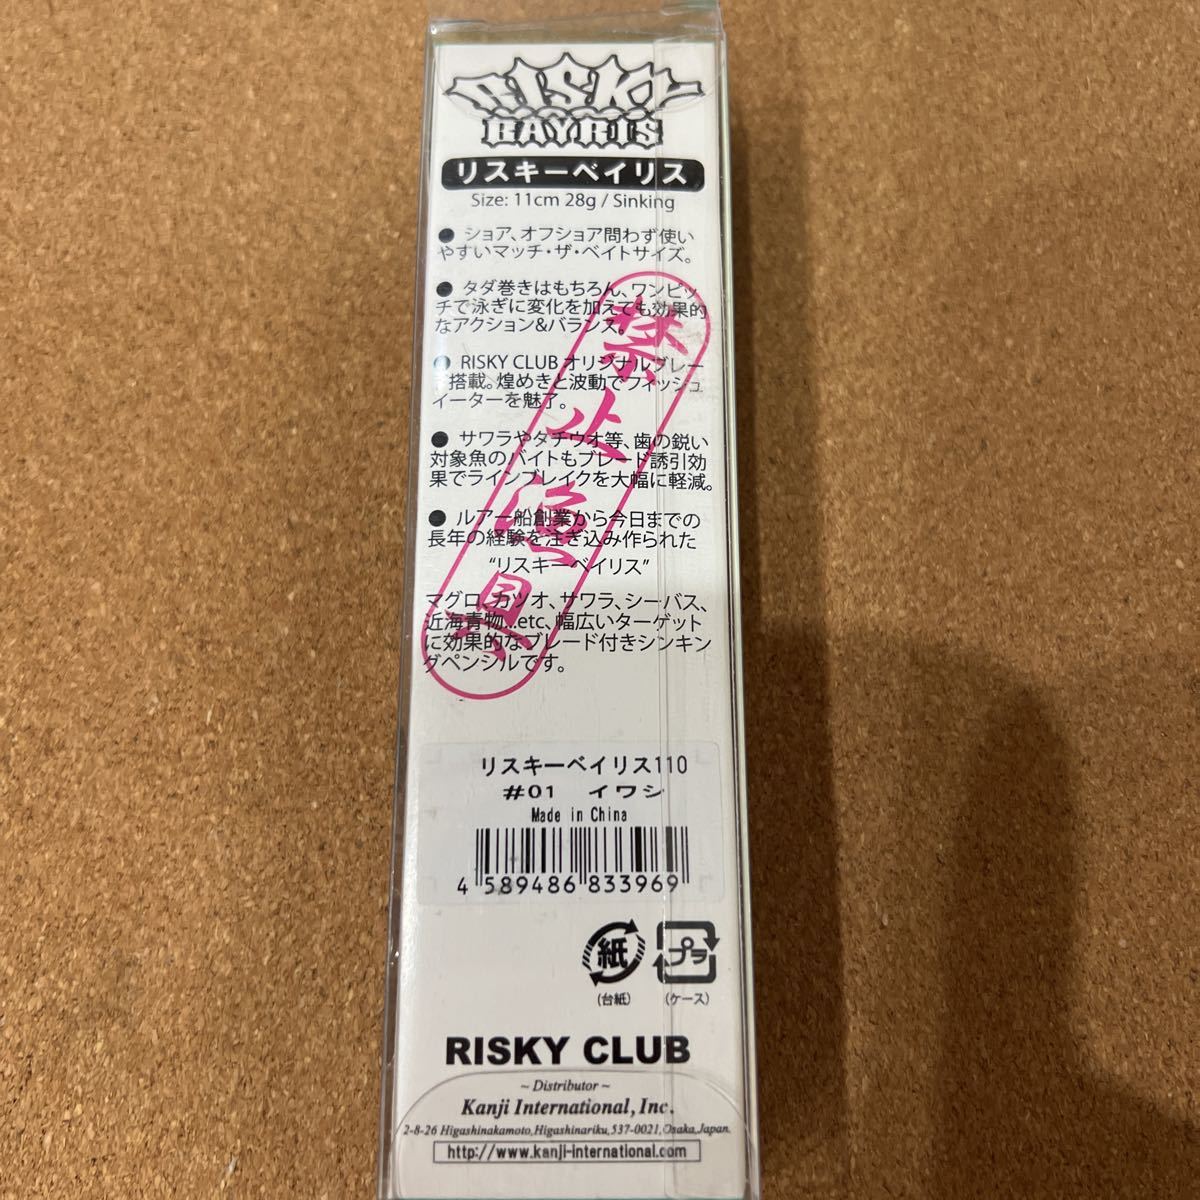 RISKY
BAYRIS
リスキーベイリス
Size: 11cm 28g / Sinking
● ショア、オフショア問わず使い
やすいマッチ・ザ・ベイトサイズ。
● タダ巻きはもちろん、ワンピッ
チで泳ぎに変化を加えても効果的
なアクション&バランス。
● RISKY CLUB オリジナルブレー
ド搭載。煌めきと波動でフィッシュ
イーターを魅了。
● サワラやタチウオ等、歯の鋭い
対象魚のバイトもブレード誘引効
果でラインブレイクを大幅に軽減。
● ルアー船創業から今日までの
長年の経験を注ぎ込み作られた
"リスキーベイリス"
マグロ、カツオ、サワラ、シーバス、
近海青物...etc、幅広いターゲット
に効果的なブレード付きシンキン
グペンシルです。
禁止漁具
リスキーベイリス110
#01 イワシ
Made in China
4 589486 833969
紙
プラ
(台紙)
(ケース)
RISKY CLUB
~ Distributor ~
Kanji International, Inc.
2-8-26 Higashinakamoto,Higashinariku,537-0021,Osaka,Japan.
http://www.kanji-international.com